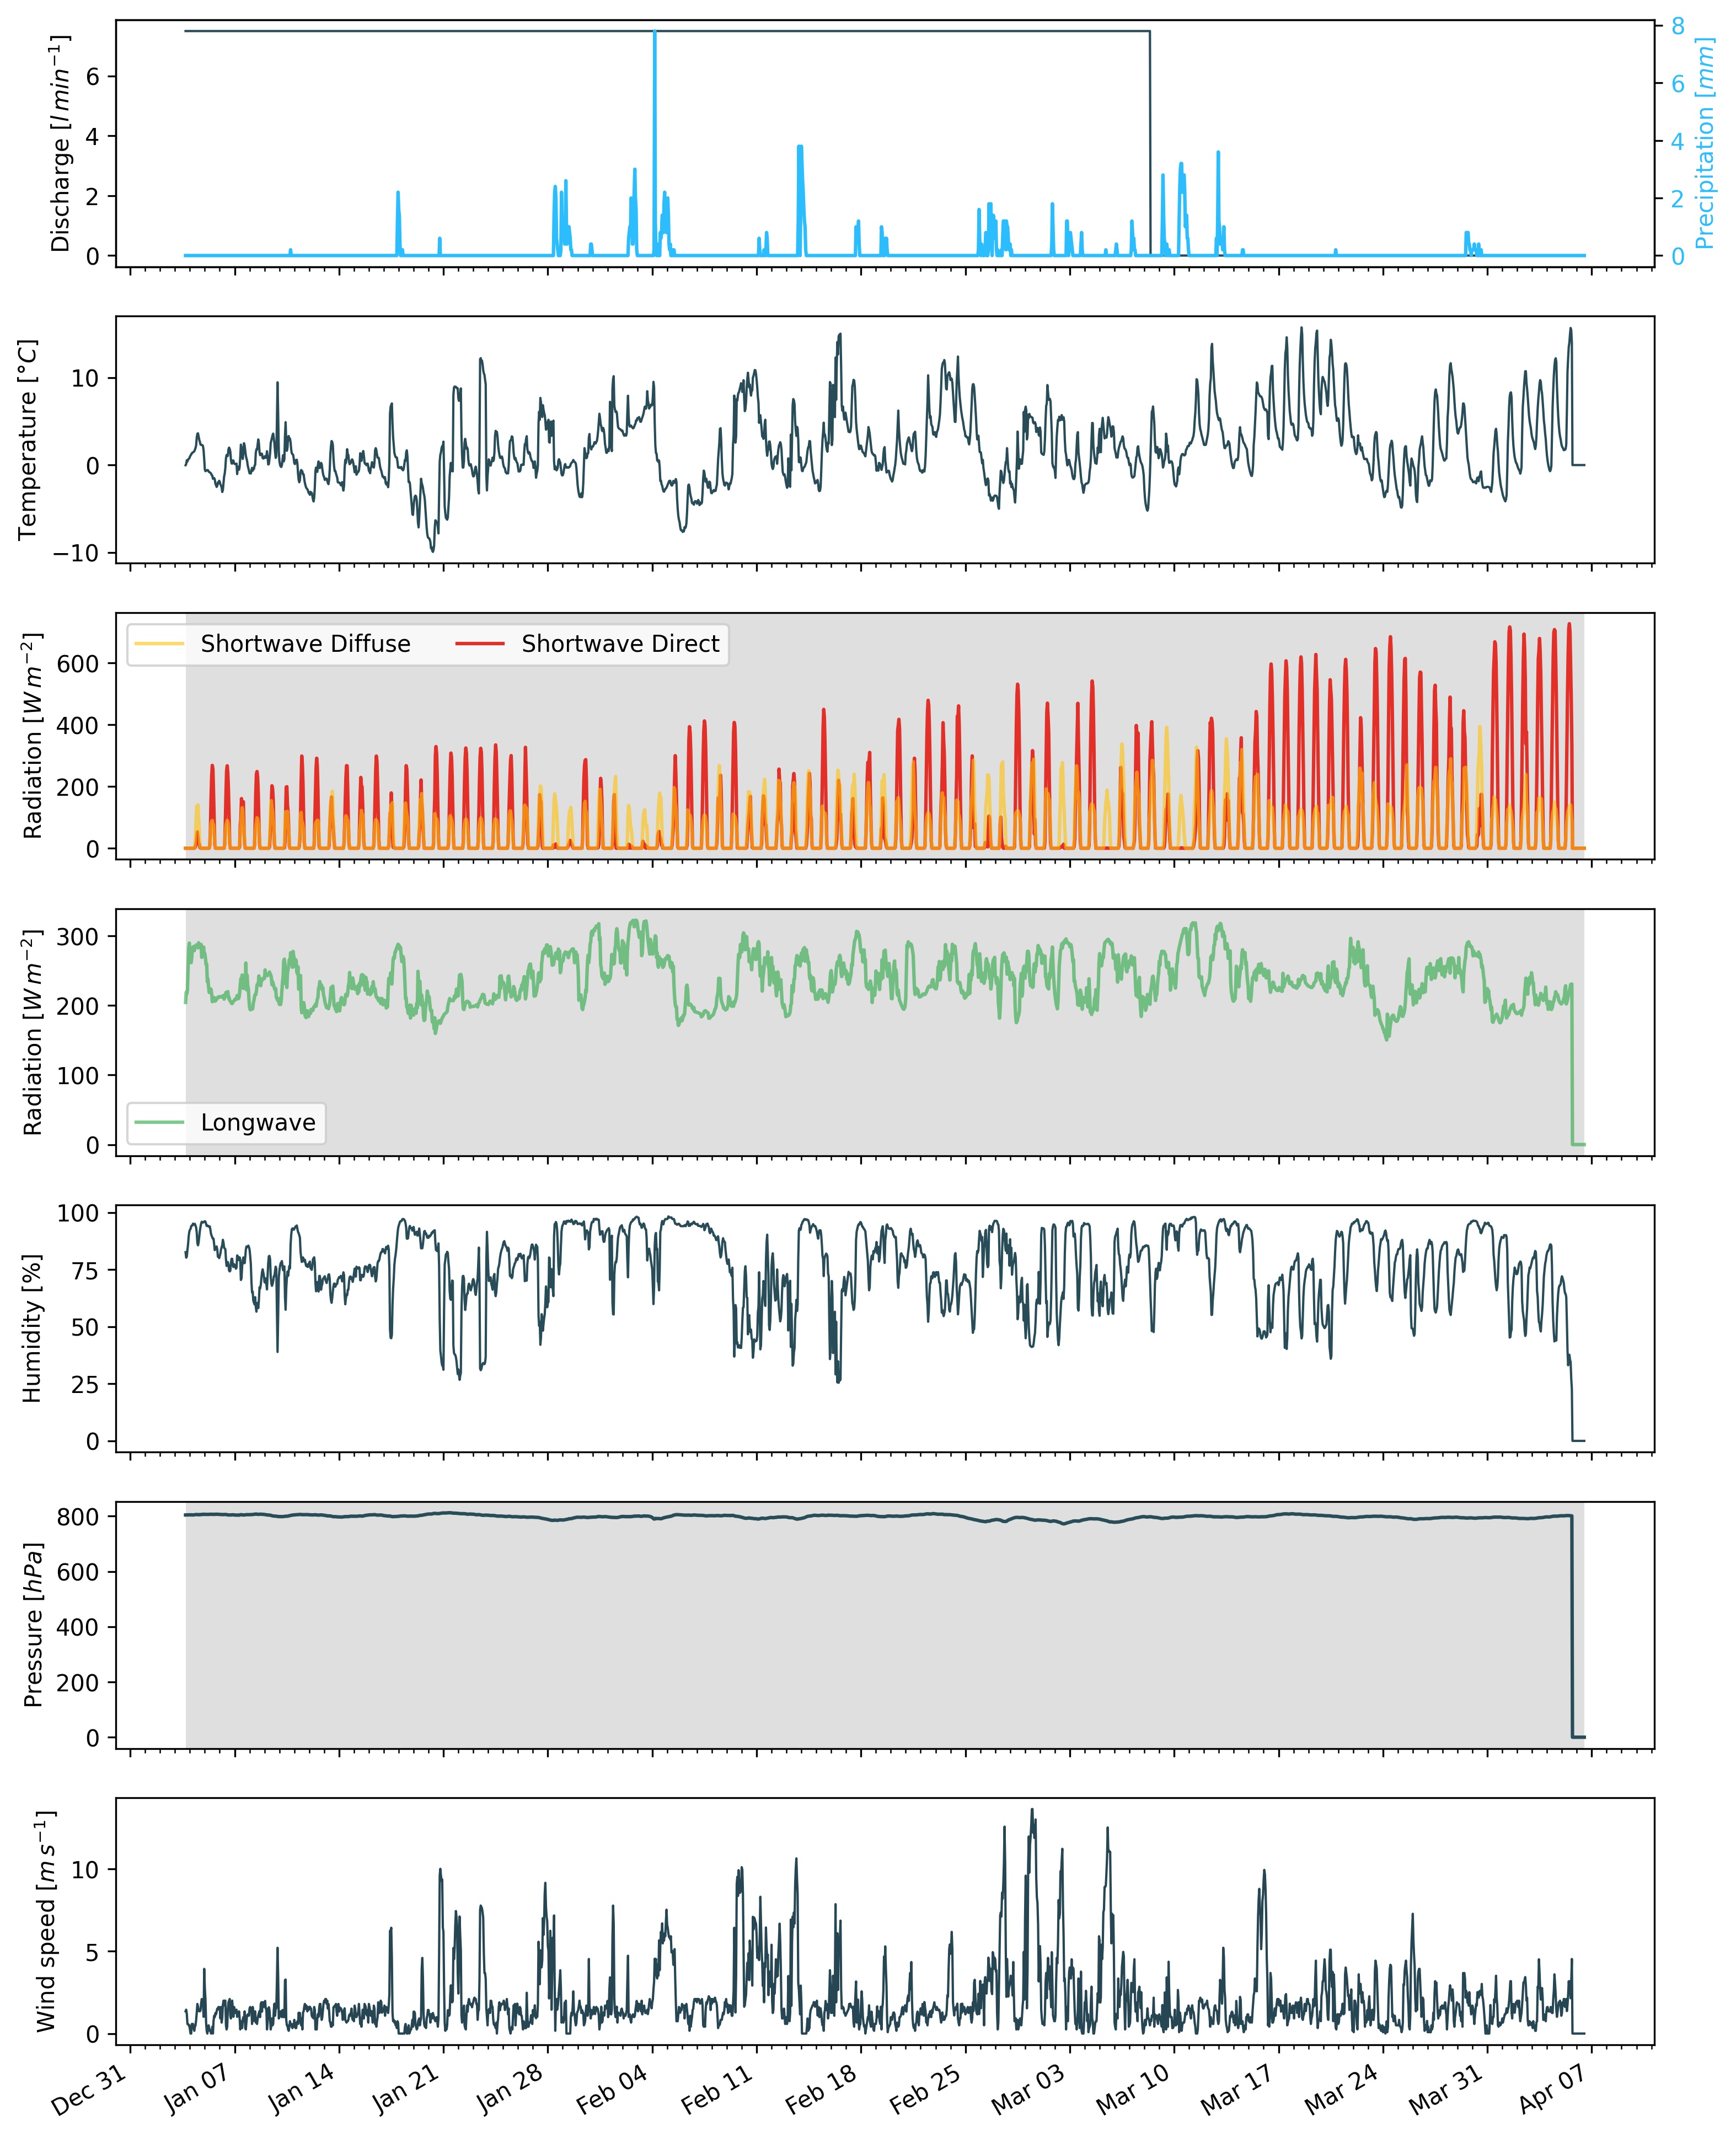 Discharge [l min⁻¹]
6
4
2
0
8
6
4
2
0
Precipitation [mm]
Temperature [°C]
10
0
−10
Radiation [W m⁻²]
600
400
200
0
Shortwave Diffuse
Shortwave Direct
Radiation [W m⁻²]
300
200
100
0
Longwave
Humidity [%]
100
75
50
25
0
Pressure [hPa]
800
600
400
200
0
Wind speed [m s⁻¹]
10
5
0
Dec 31
Jan 07
Jan 14
Jan 21
Jan 28
Feb 04
Feb 11
Feb 18
Feb 25
Mar 03
Mar 10
Mar 17
Mar 24
Mar 31
Apr 07